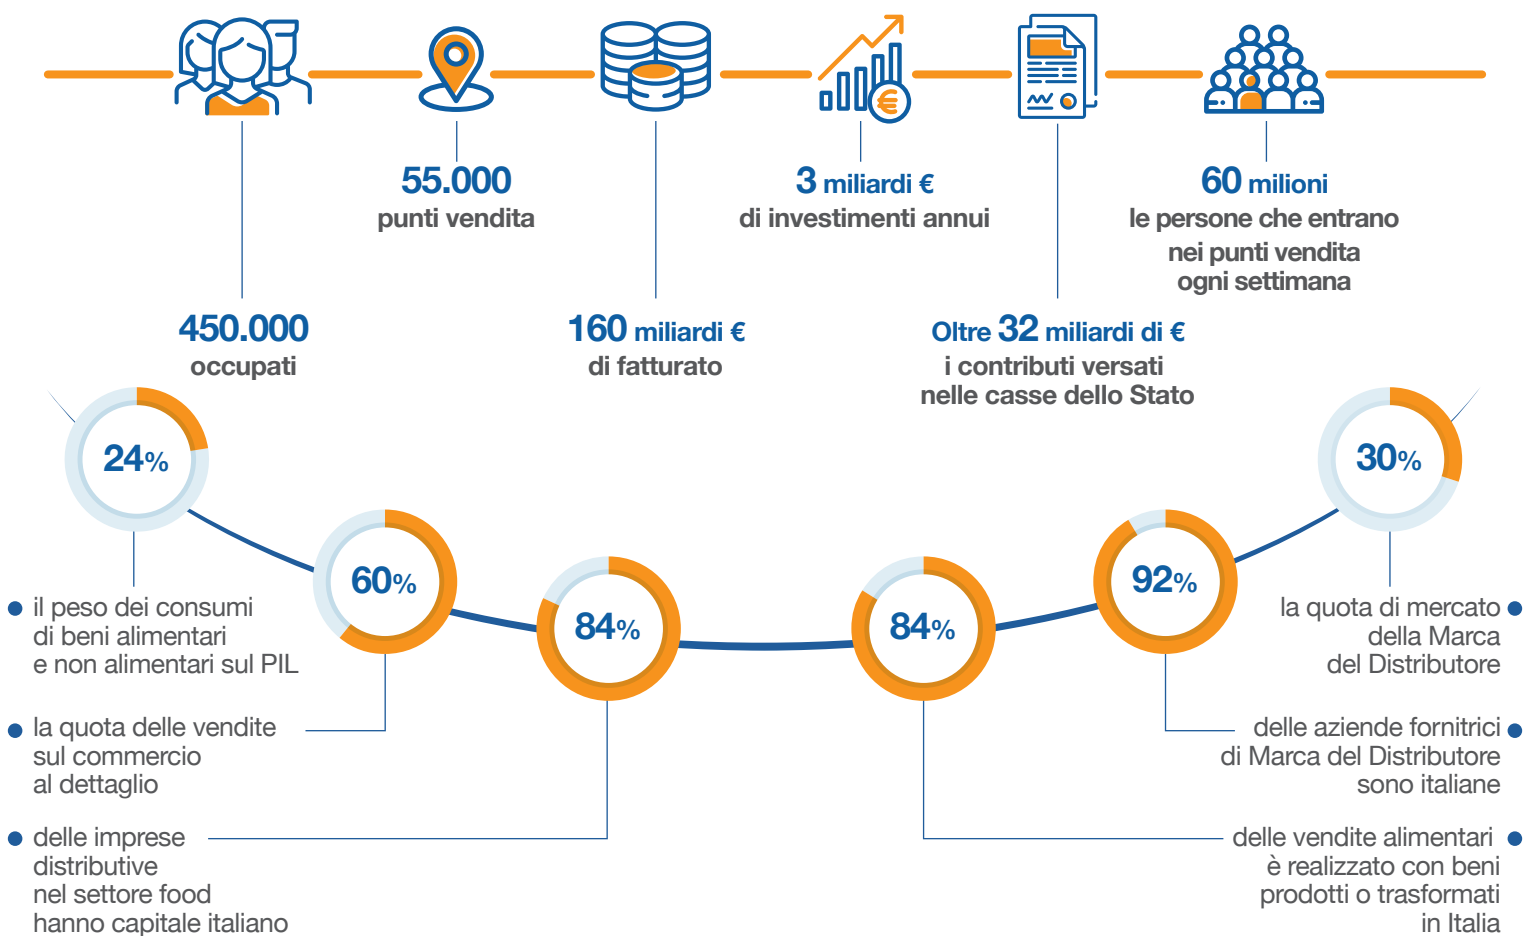 55.000
punti vendita
3 miliardi €
di investimenti annui
60 milioni
le persone che entrano
nei punti vendita
ogni settimana
450.000
occupati
160 miliardi €
di fatturato
Oltre 32 miliardi di €
i contributi versati
nelle casse dello Stato
24%
60%
84%
84%
92%
30%
il peso dei consumi
di beni alimentari
e non alimentari sul PIL
la quota delle vendite
sul commercio
al dettaglio
delle imprese
distributive
nel settore food
hanno capitale italiano
la quota di mercato
della Marca
del Distributore
delle aziende fornitrici
di Marca del Distributore
sono italiane
delle vendite alimentari
è realizzato con beni
prodotti o trasformati
in Italia